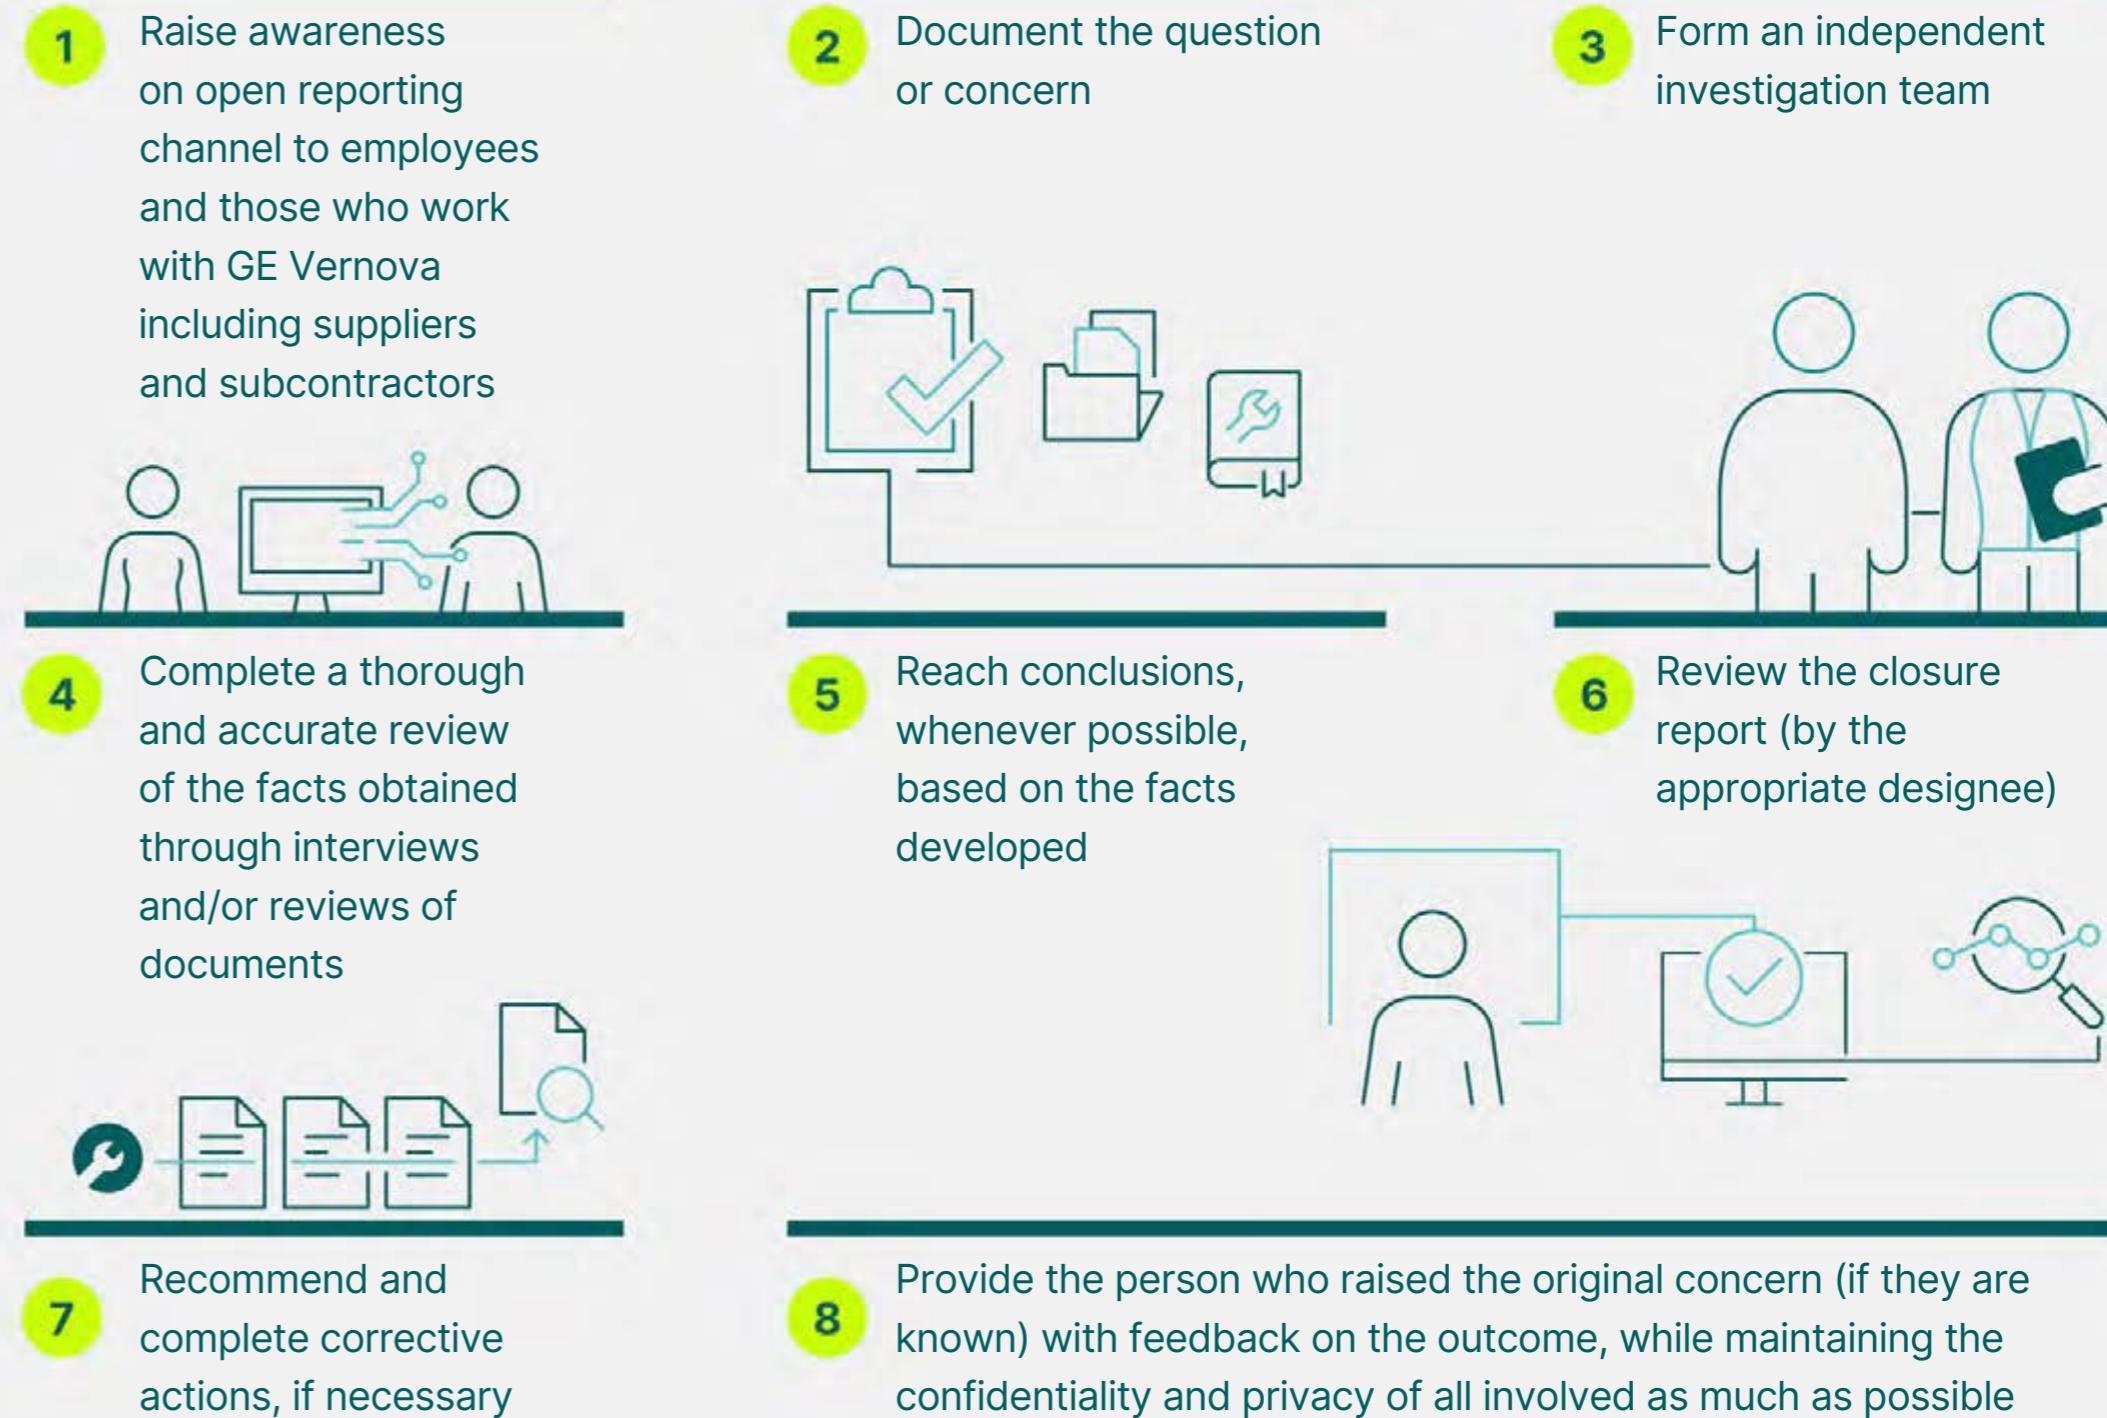 1
Raise awareness
on open reporting
channel to employees
and those who work
with GE Vernova
including suppliers
and subcontractors
2
Document the question
or concern
3
Form an independent
investigation team
4
Complete a thorough
and accurate review
of the facts obtained
through interviews
and/or reviews of
documents
5
Reach conclusions,
whenever possible,
based on the facts
developed
6
Review the closure
report (by the
appropriate designee)
7
Recommend and
complete corrective
actions, if necessary
8
Provide the person who raised the original concern (if they are
known) with feedback on the outcome, while maintaining the
confidentiality and privacy of all involved as much as possible